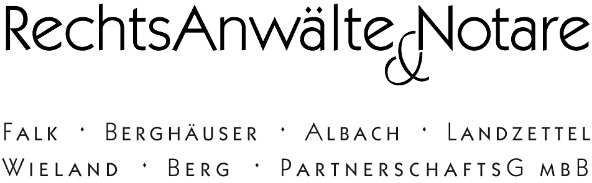 RechtsAnwälte & Notare
Falk · Berghäuser · Albach · Landzettel
Wieland · Berg · PartnerschaftsG mbB